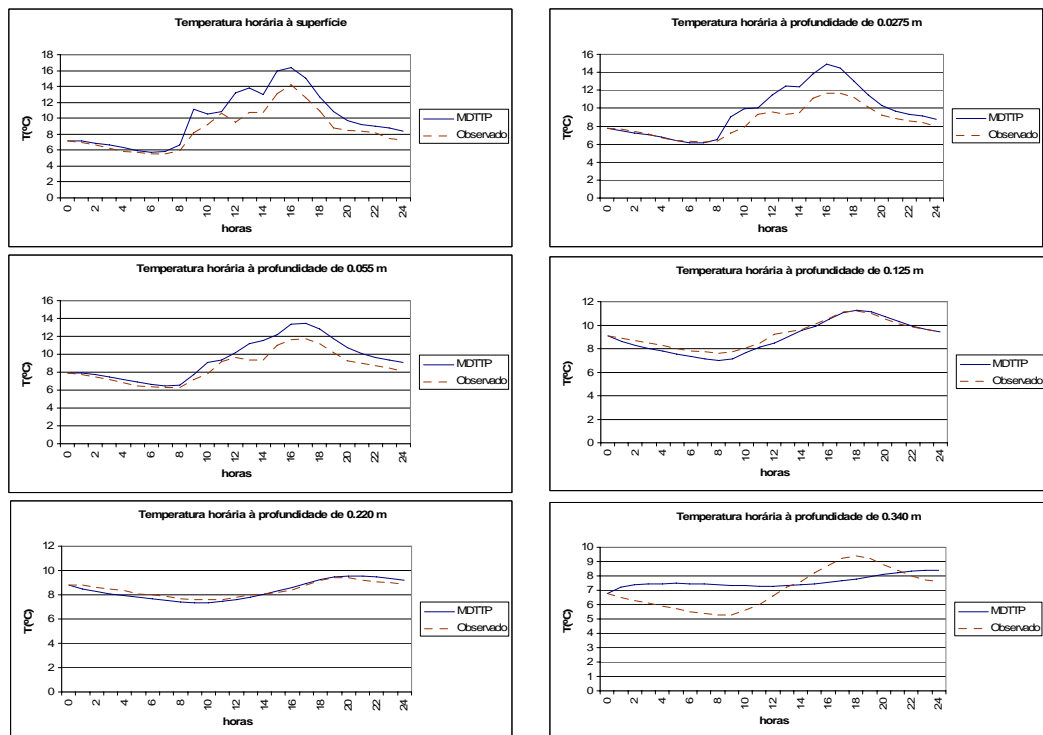 Temperatura horária à superfície
T(ºC)
18
16
14
12
10
8
6
4
2
0
0 2 4 6 8 10 12 14 16 18 20 22 24
horas
MDTTP
Observado
Temperatura horária à profundidade de 0.0275 m
T(ºC)
16
14
12
10
8
6
4
2
0
0 2 4 6 8 10 12 14 16 18 20 22 24
horas
MDTTP
Observado
Temperatura horária à profundidade de 0.055 m
T(ºC)
16
14
12
10
8
6
4
2
0
0 2 4 6 8 10 12 14 16 18 20 22 24
horas
MDTTP
Observado
Temperatura horária à profundidade de 0.125 m
T(ºC)
12
10
8
6
4
2
0
0 2 4 6 8 10 12 14 16 18 20 22 24
horas
MDTTP
Observado
Temperatura horária à profundidade de 0.220 m
T(ºC)
12
10
8
6
4
2
0
0 2 4 6 8 10 12 14 16 18 20 22 24
horas
MDTTP
Observado
Temperatura horária à profundidade de 0.340 m
T(ºC)
10
9
8
7
6
5
4
3
2
1
0
0 2 4 6 8 10 12 14 16 18 20 22 24
horas
MDTTP
Observado